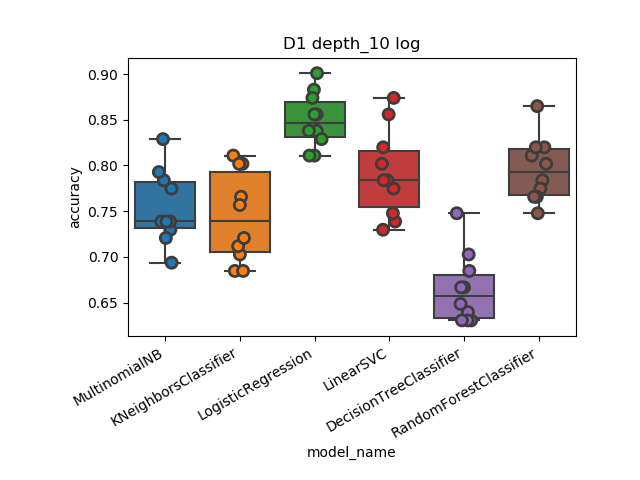 D1 depth_10 log
accuracy
0.90
0.85
0.80
0.75
0.70
0.65
MultinomialNB
KNeighborsClassifier
LogisticRegression
LinearSVC
DecisionTreeClassifier
RandomForestClassifier
model_name